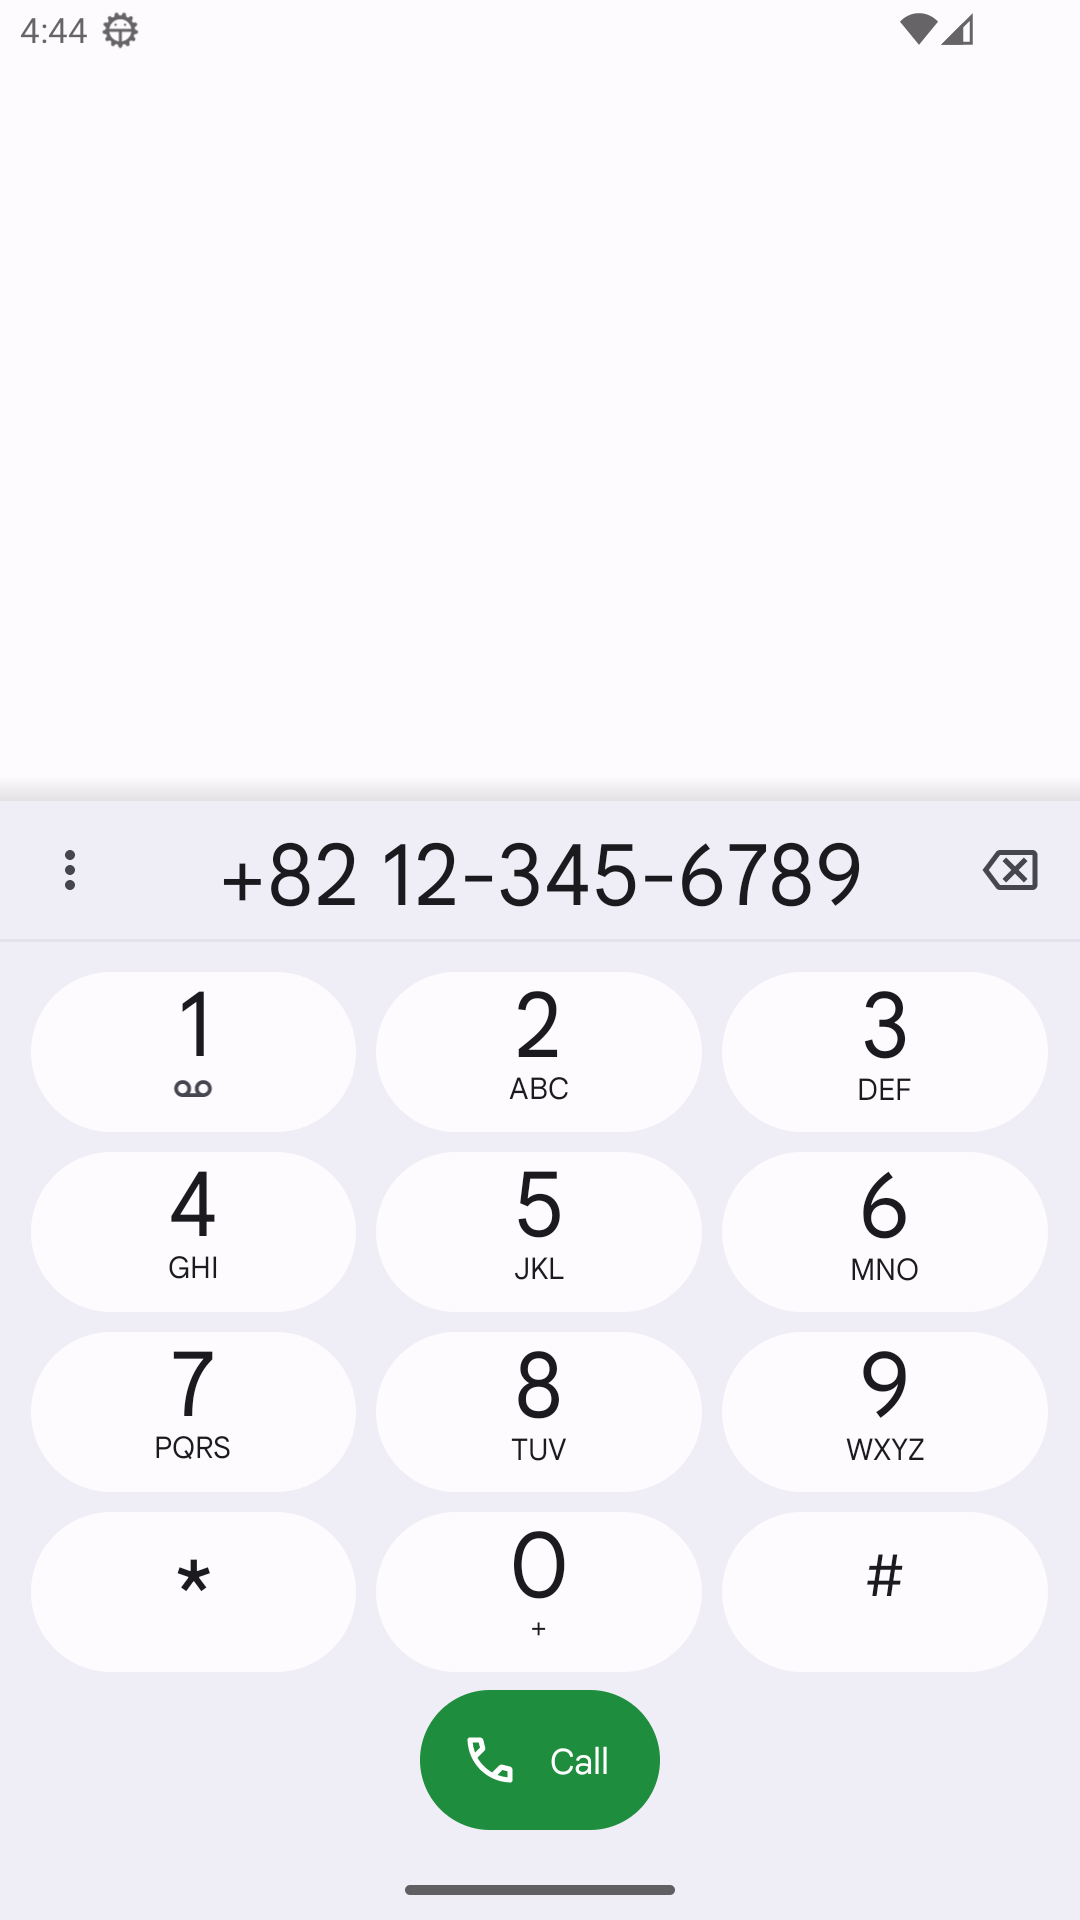 4:44
+82 12-345-6789
1 2 3
ABC DEF
4 5 6
GHI JKL MNO
7 8 9
PQRS TUV WXYZ
* 0 #
+
Call